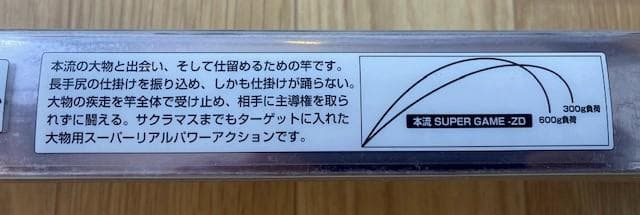 本流の大物と出会い、そして仕留めるための竿です。
長手尻の仕掛けを振り込め、しかも仕掛けが踊らない。
大物の疾走を竿全体で受け止め、相手に主導権を取ら
れずに闘える。サクラマスまでもターゲットに入れた
大物用スーパーリアルパワーアクションです。
300g負荷
本流 SUPER GAME -ZD
600g負荷